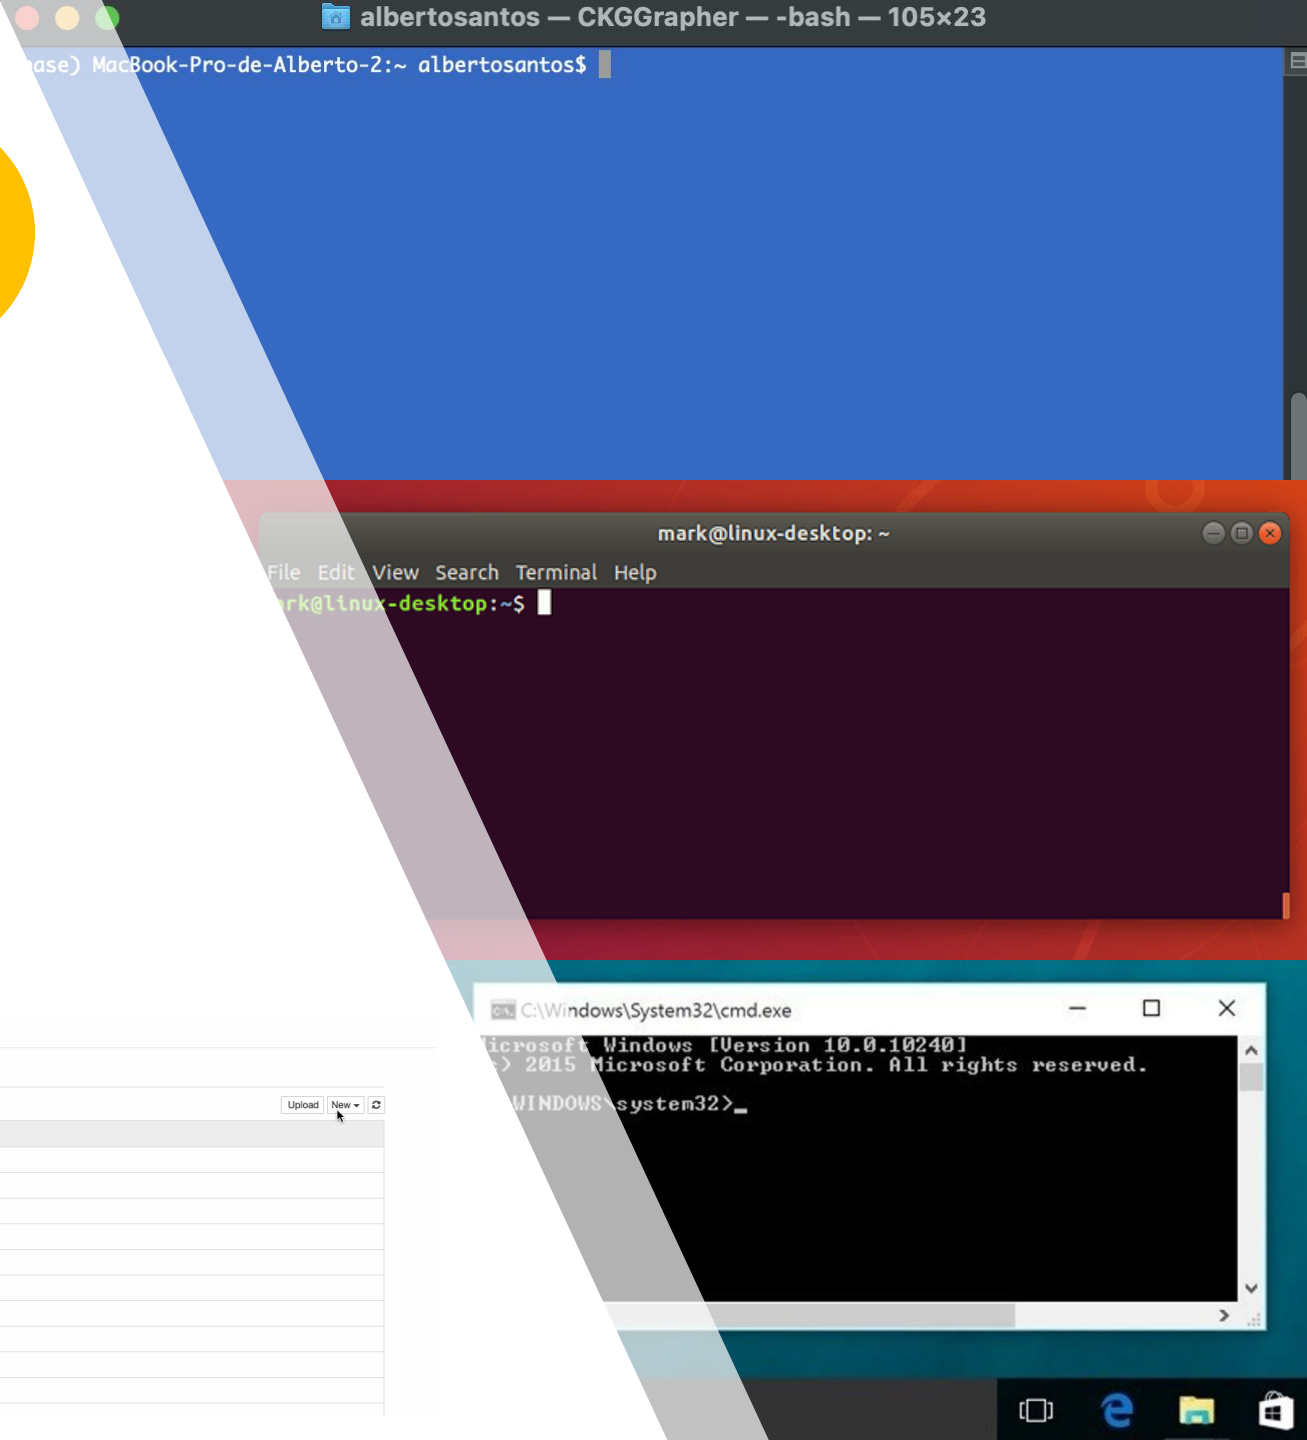 albertosantos — CKGGrapher — -bash — 105×23
ase) MacBook-Pro-de-Alberto-2:~ albertosantos$
mark@linux-desktop: ~
File Edit View Search Terminal Help
ark@linux-desktop:~$
C:\Windows\System32\cmd.exe
icrosoft Windows [Version 10.0.10240]
c) 2015 Microsoft Corporation. All rights reserved.
WINDOWS\system32>_
Upload New